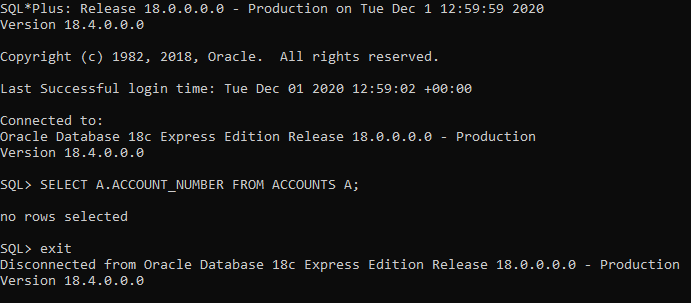 SQL*Plus: Release 18.0.0.0.0 - Production on Tue Dec 1 12:59:59 2020
Version 18.4.0.0.0
Copyright (c) 1982, 2018, Oracle.  All rights reserved.
Last Successful login time: Tue Dec 01 2020 12:59:02 +00:00
Connected to:
Oracle Database 18c Express Edition Release 18.0.0.0.0 - Production
Version 18.4.0.0.0
SQL> SELECT A.ACCOUNT_NUMBER FROM ACCOUNTS A;
no rows selected
SQL> exit
Disconnected from Oracle Database 18c Express Edition Release 18.0.0.0.0 - Production
Version 18.4.0.0.0